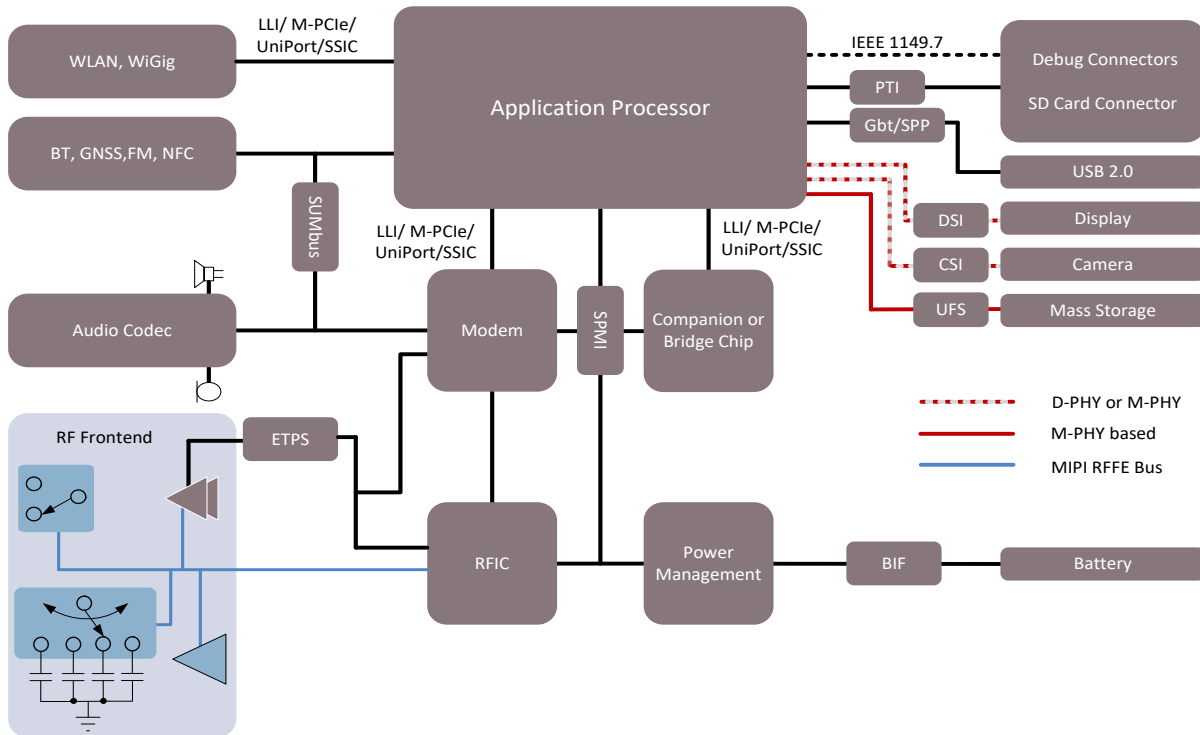 LLI/ M-PCIe/
UniPort/SSIC
WLAN, WiGig
Application Processor
IEEE 1149.7
Debug Connectors
SD Card Connector
PTI
Gbt/SPP
BT, GNSS,FM, NFC
USB 2.0
SUMbus
LLI/ M-PCIe/
UniPort/SSIC
LLI/ M-PCIe/
UniPort/SSIC
DSI
Display
CSI
Camera
UFS
Mass Storage
Audio Codec
Modem
SPMI
Companion or
Bridge Chip
D-PHY or M-PHY
M-PHY based
MIPI RFFE Bus
RF Frontend
ETPS
RFIC
Power
Management
BIF
Battery